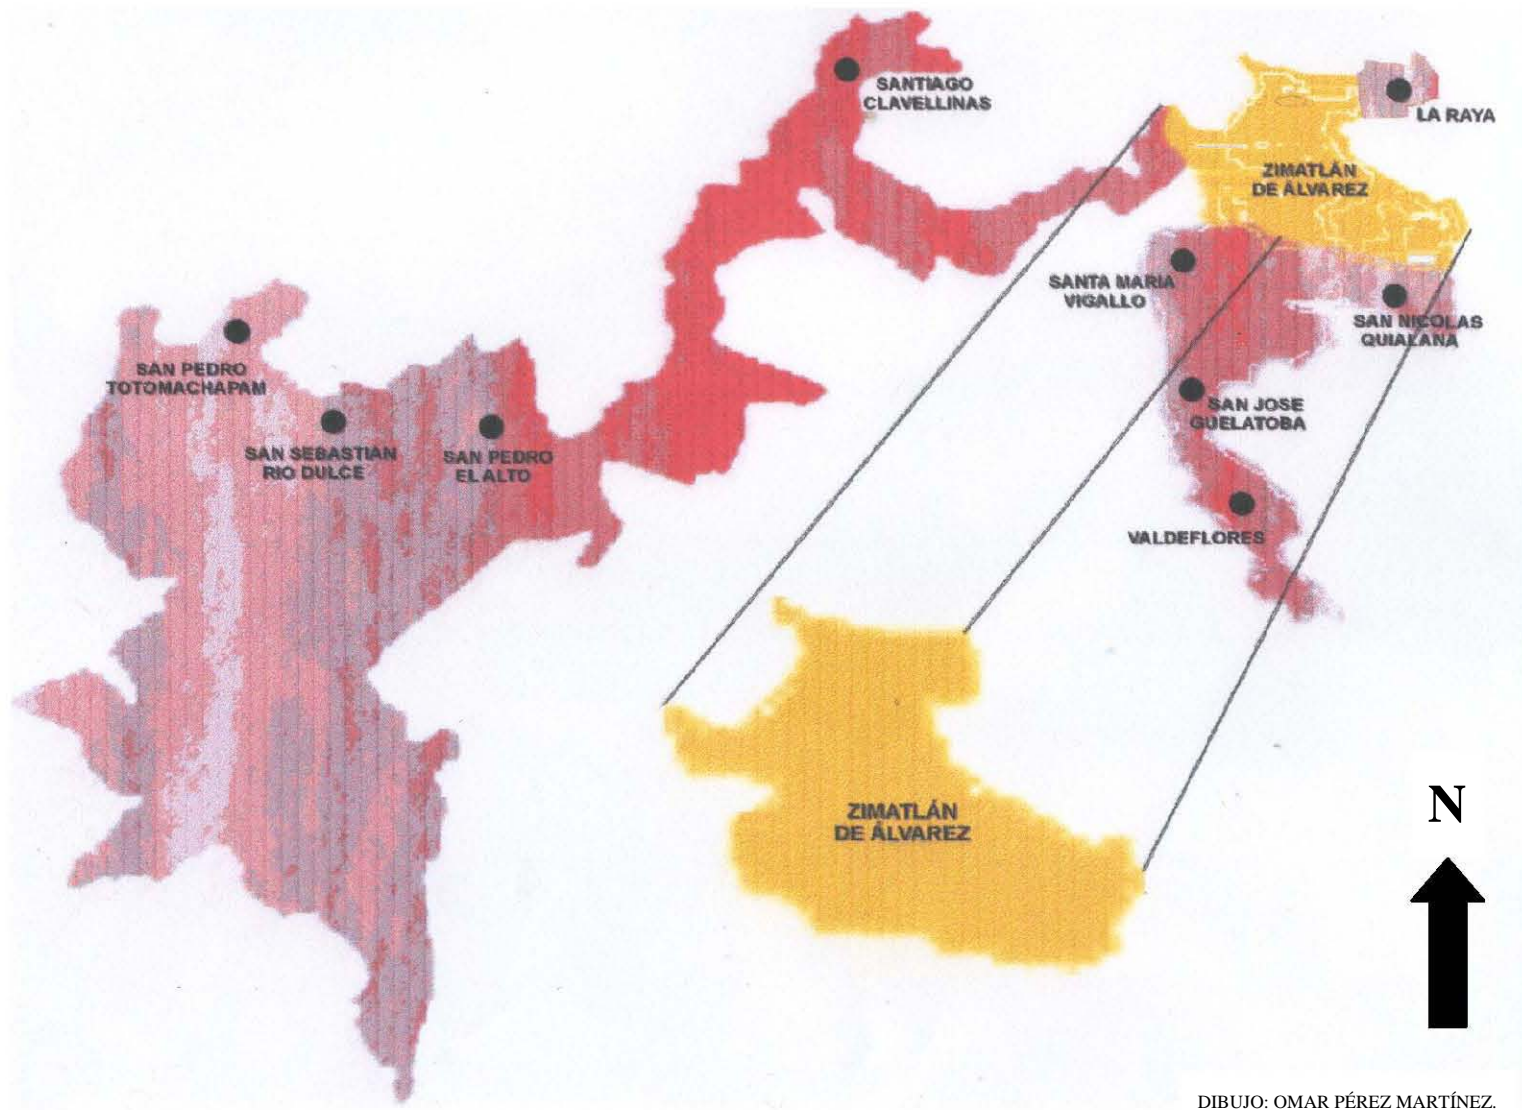 SANTIAGO
CLAVELLINAS
LA RAYA
ZIMATLÁN
DE ÁLVAREZ
SANTA MARIA
VIGALLO
SAN NICOLAS
QUIALANA
SAN PEDRO
TOTOMACHAPAM
SAN JOSE
GUELATOBA
SAN SEBASTIAN
RIO DULCE
SAN PEDRO
EL ALTO
VALDEFLORES
ZIMATLÁN
DE ÁLVAREZ
N
DIBUJO: OMAR PÉREZ MARTÍNEZ.